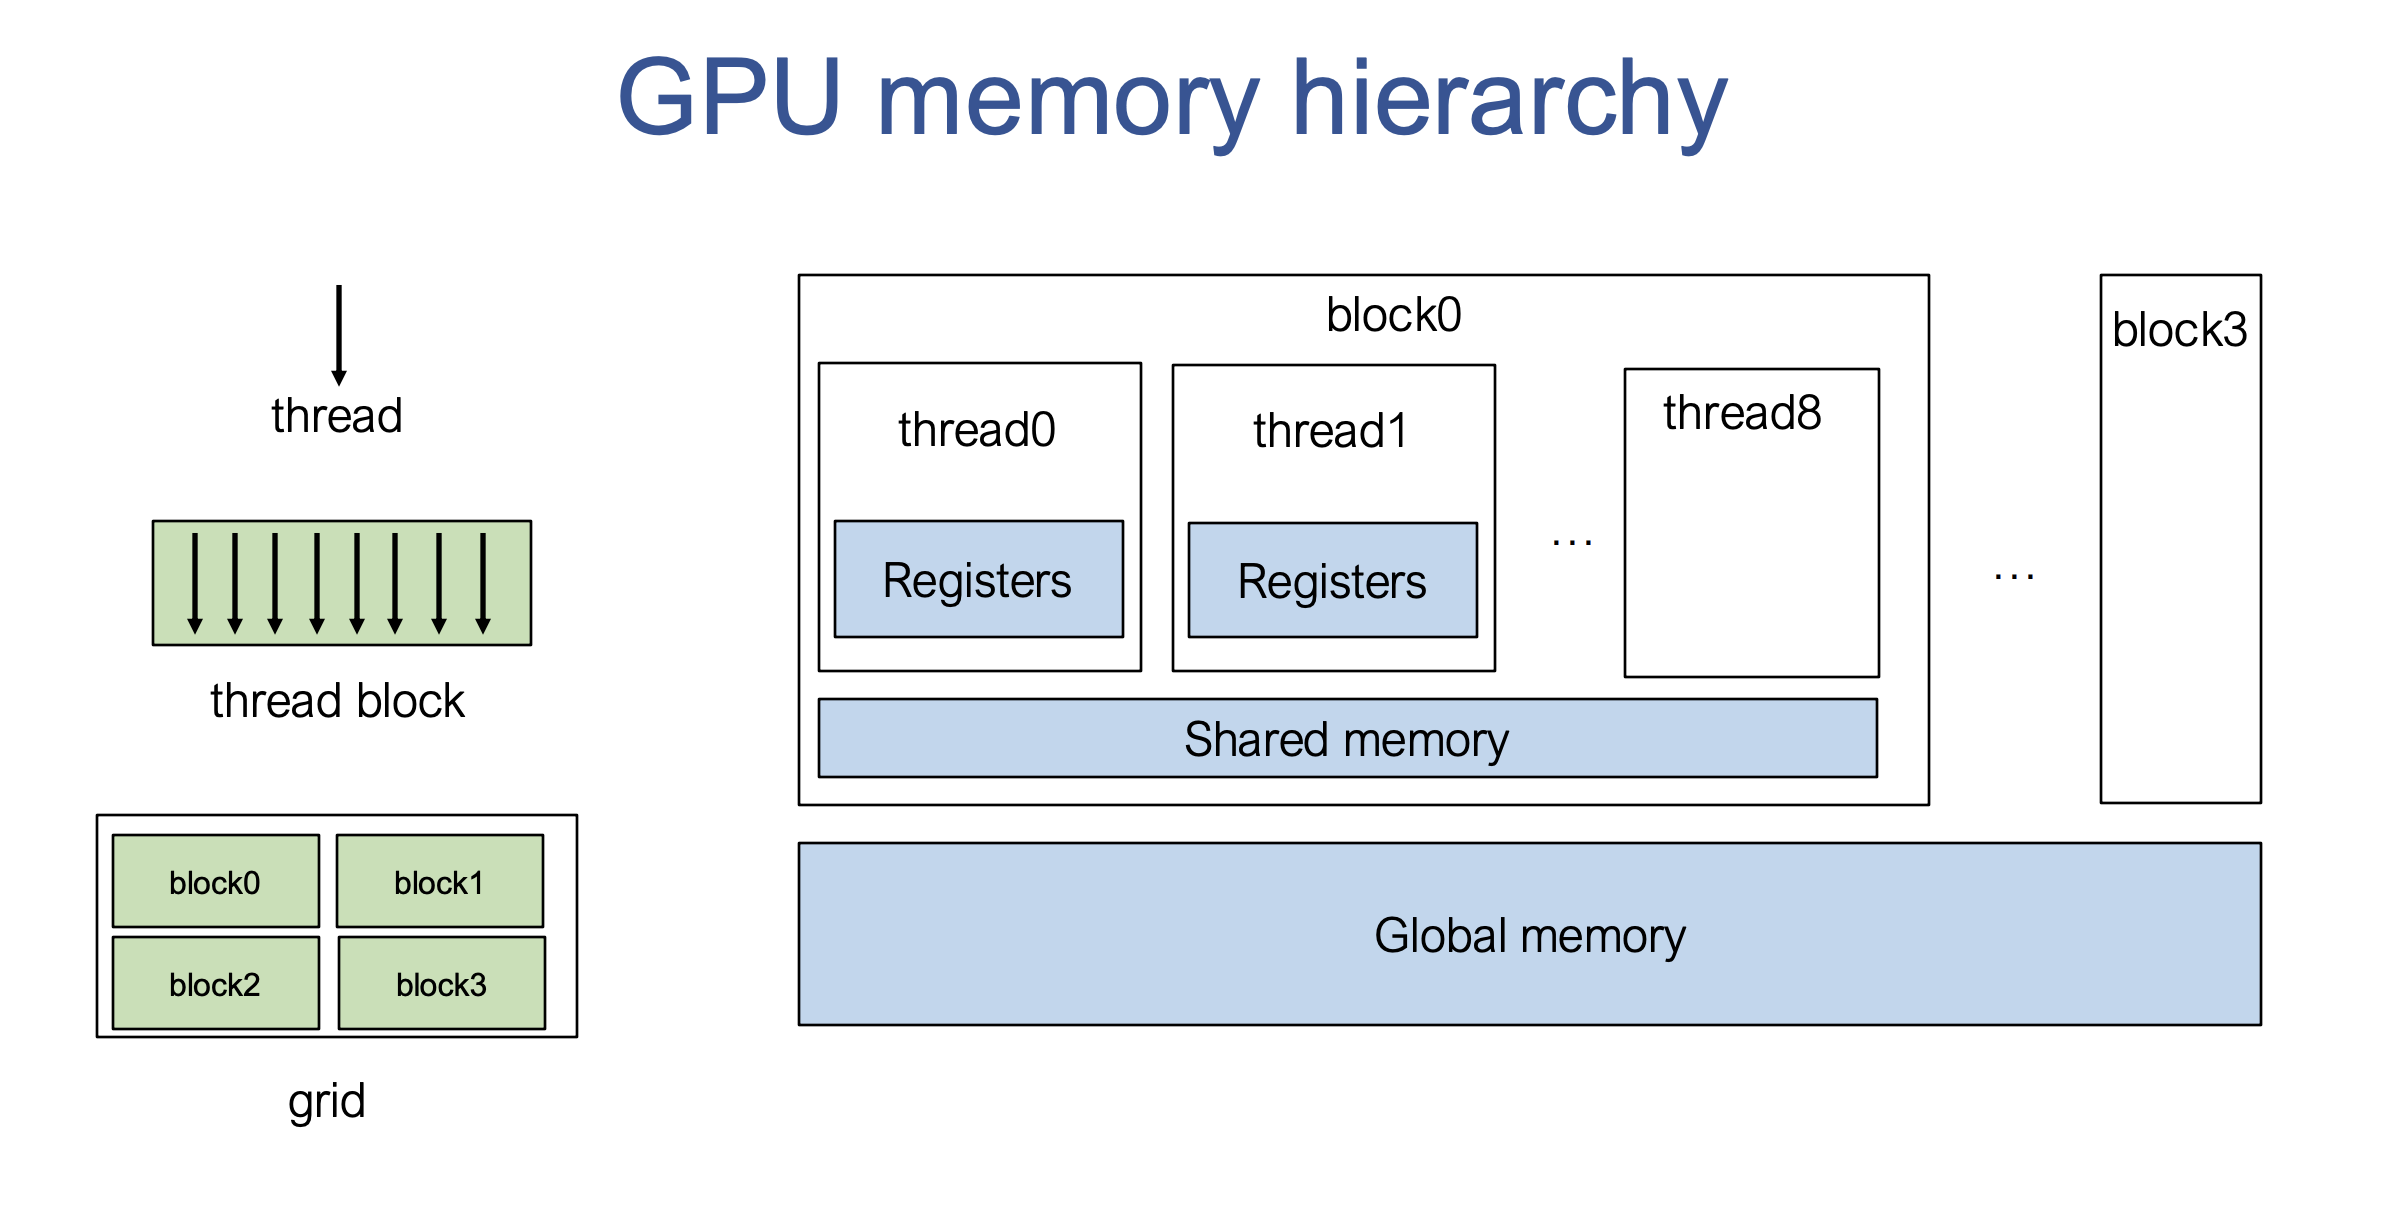 GPU memory hierarchy
thread
thread block
block0
block1
block2
block3
grid
block0
thread0
Registers
thread1
Registers
...
thread8
Shared memory
...
block3
Global memory